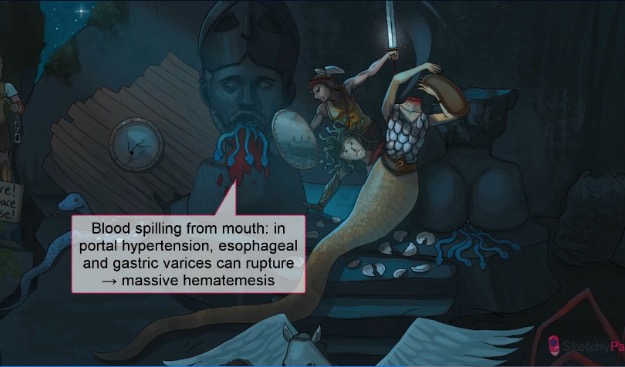 re!
ace
se!
Blood spilling from mouth: in
portal hypertension, esophageal
and gastric varices can rupture
→ massive hematemesis
SketchyPa